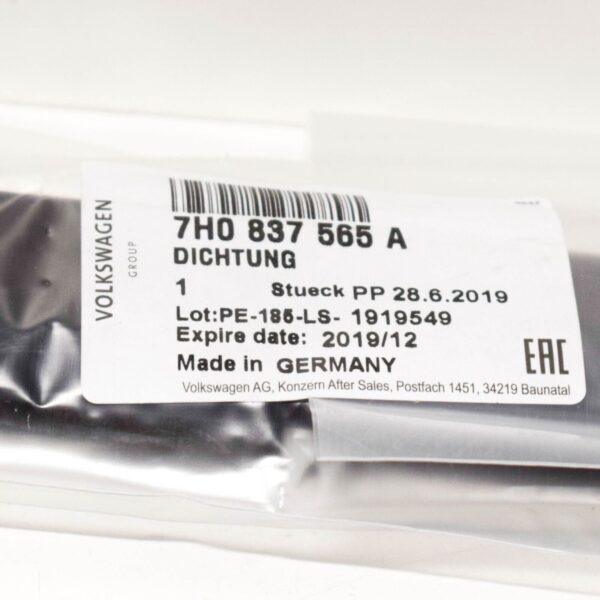 VOLKSWAGEN
GROUP
7H0 837 565 A
DICHTUNG
1 Stueck PP 28.6.2019
Lot:PE-185-LS- 1919549
Expire date: 2019/12
Made in GERMANY
EAC
Volkswagen AG, Konzern After Sales, Postfach 1451, 34219 Baunatal